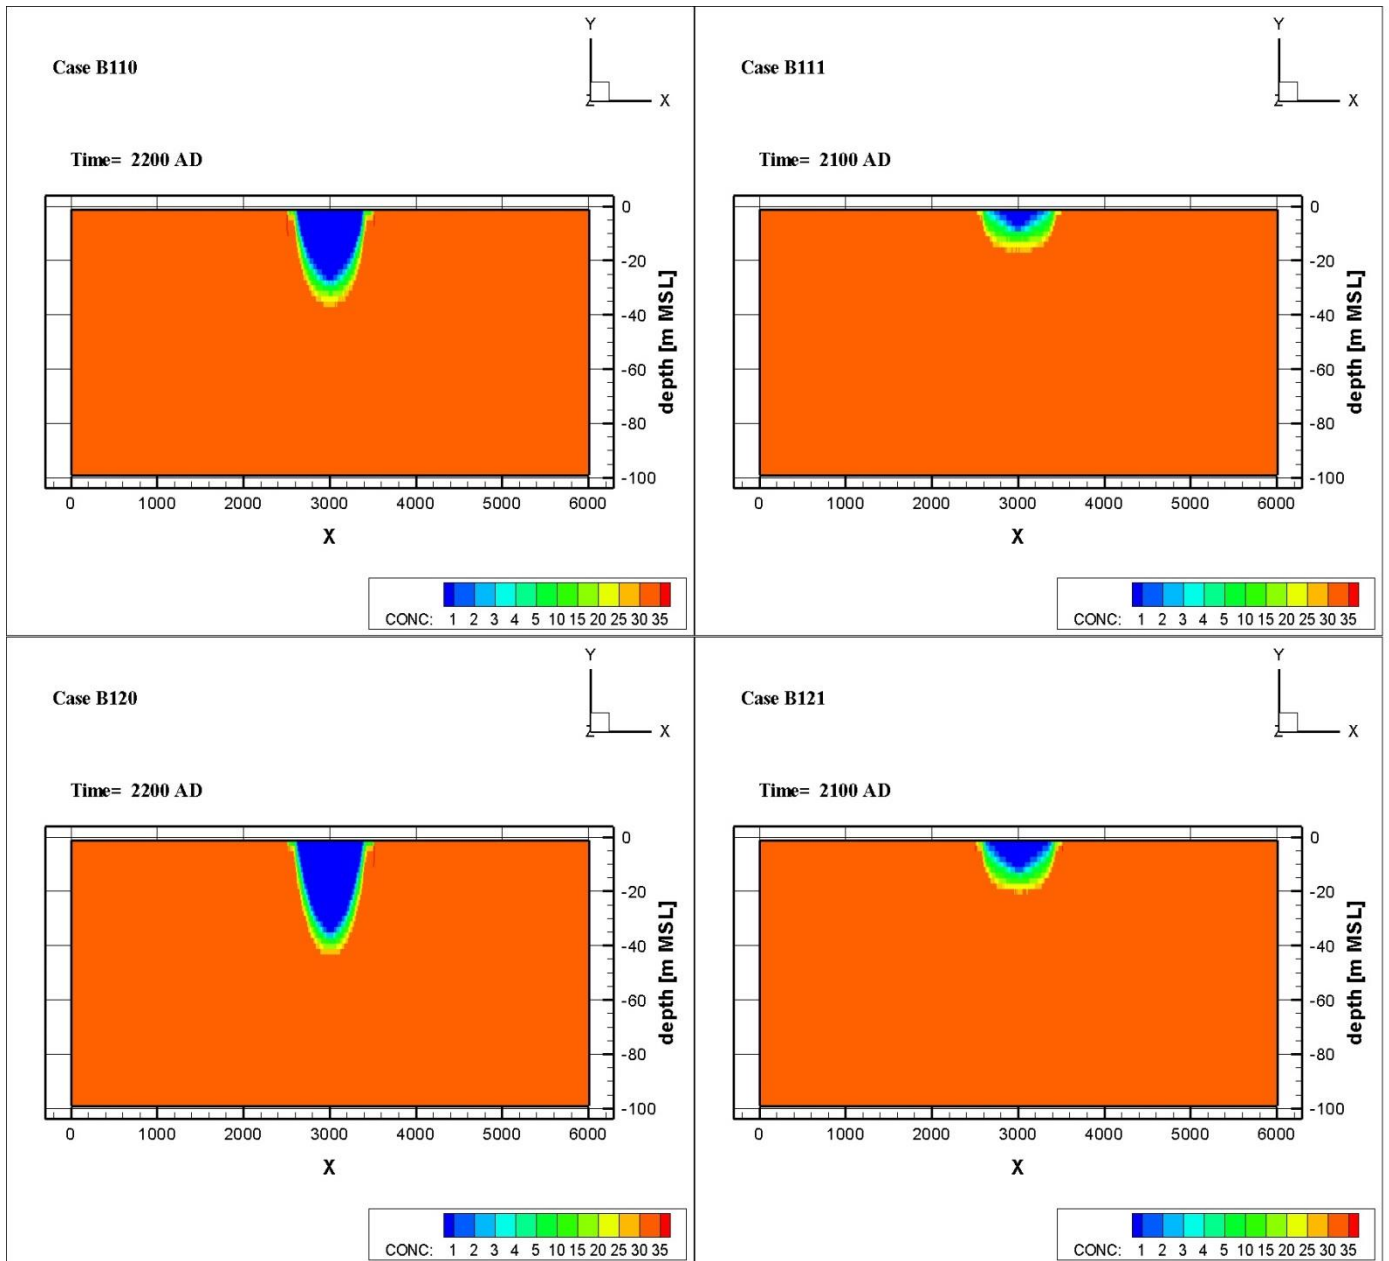 Y
Case B110
Z X
Time= 2200 AD
0
-20
-40
-60
-80
-100
depth [m MSL]
0 1000 2000 3000 4000 5000 6000
X
CONC: 1 2 3 4 5 10 15 20 25 30 35
Y
Case B111
Z X
Time= 2100 AD
0
-20
-40
-60
-80
-100
depth [m MSL]
0 1000 2000 3000 4000 5000 6000
X
CONC: 1 2 3 4 5 10 15 20 25 30 35
Y
Case B120
Z X
Time= 2200 AD
0
-20
-40
-60
-80
-100
depth [m MSL]
0 1000 2000 3000 4000 5000 6000
X
CONC: 1 2 3 4 5 10 15 20 25 30 35
Y
Case B121
Z X
Time= 2100 AD
0
-20
-40
-60
-80
-100
depth [m MSL]
0 1000 2000 3000 4000 5000 6000
X
CONC: 1 2 3 4 5 10 15 20 25 30 35